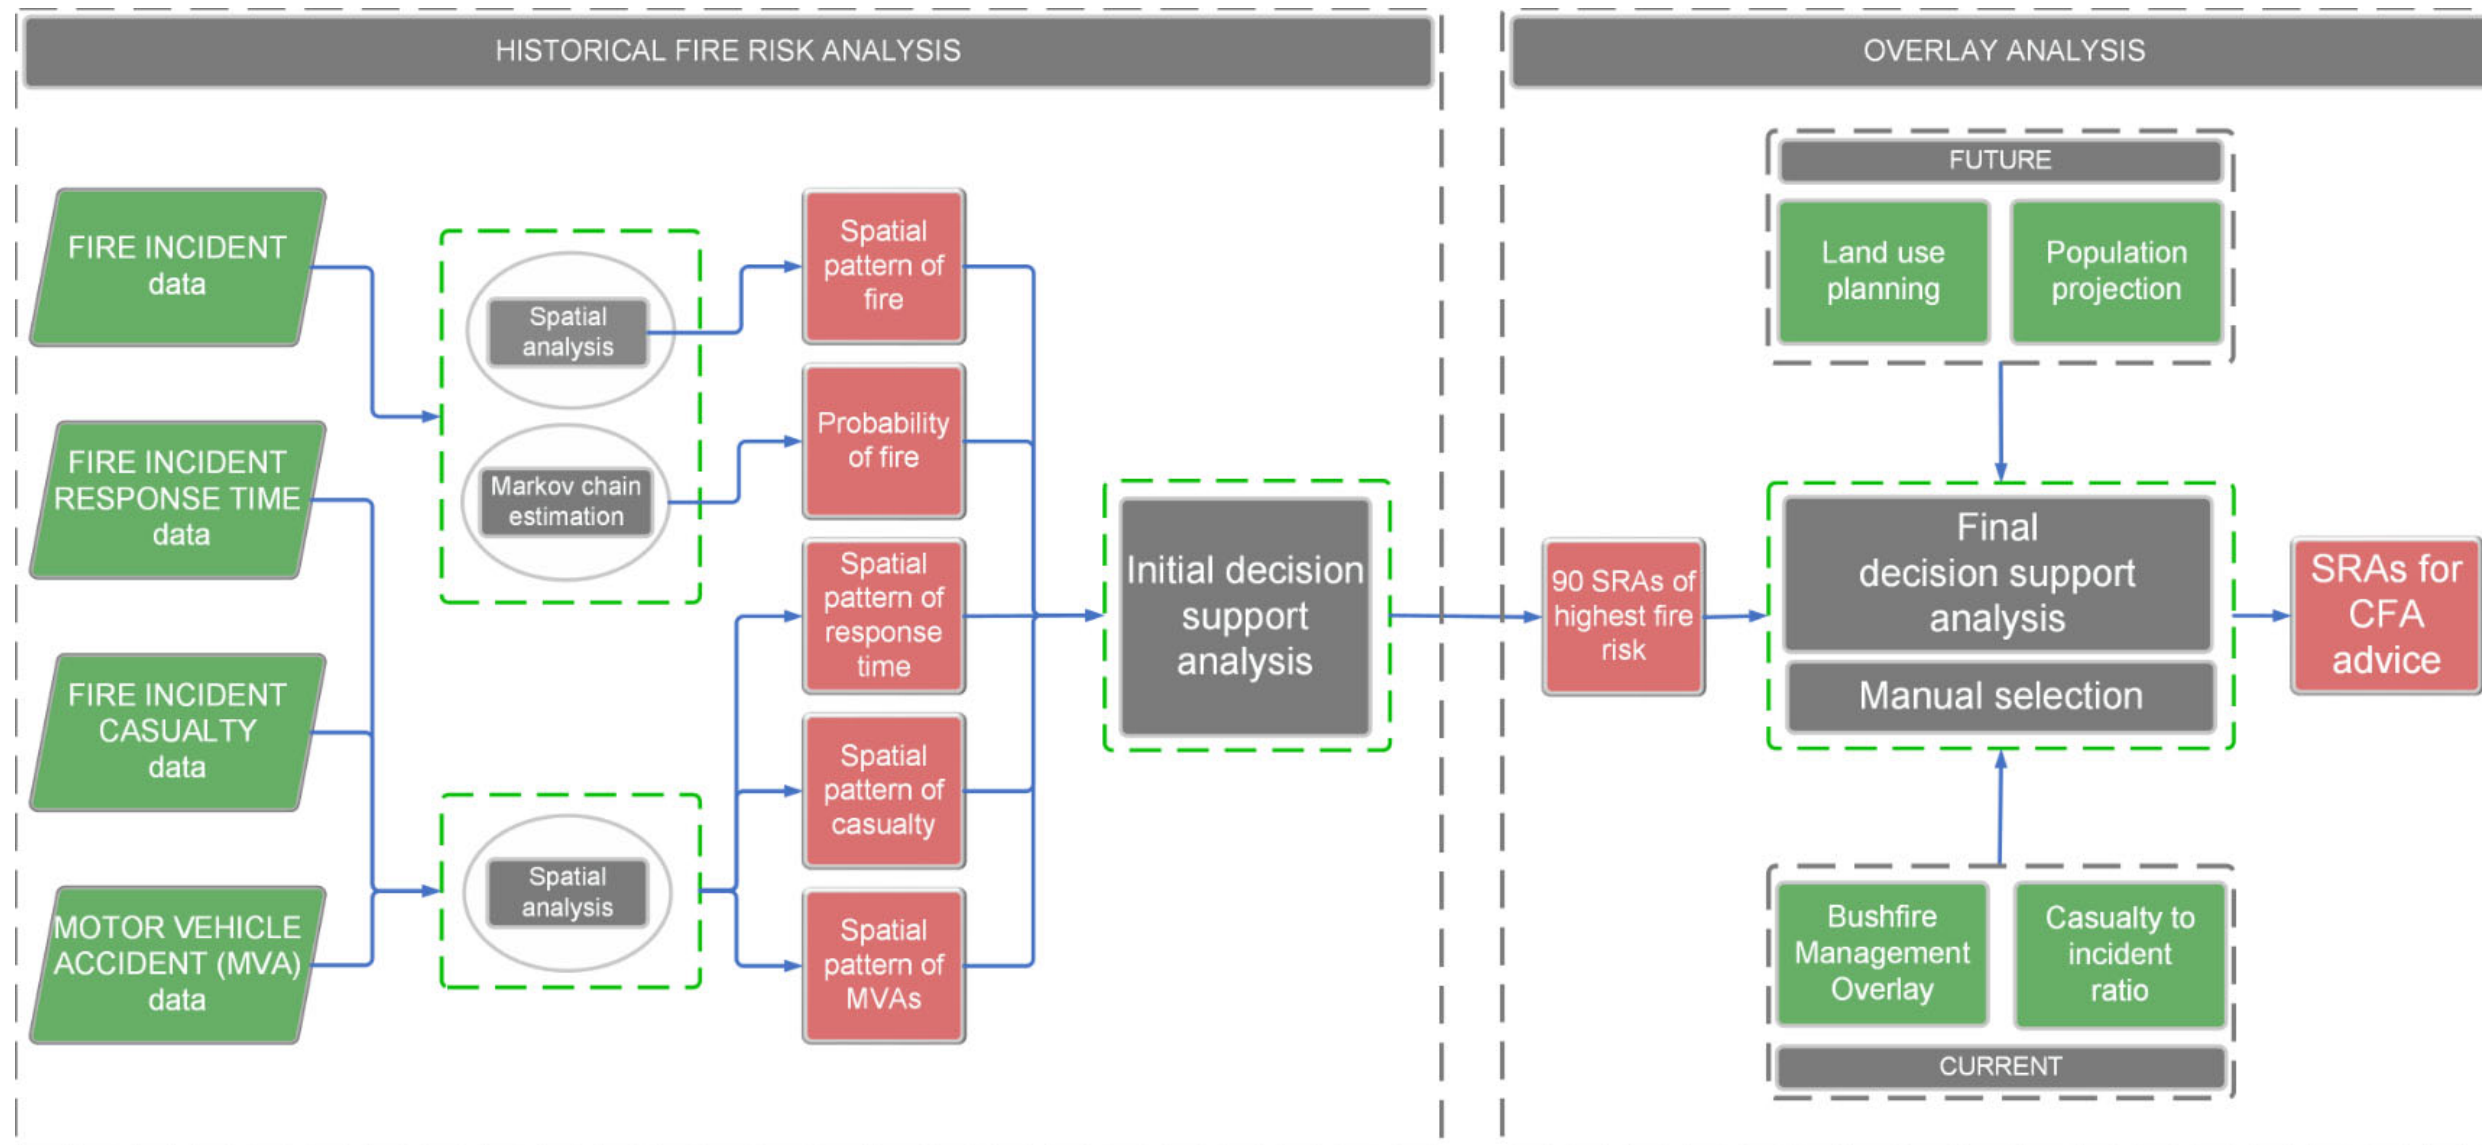 HISTORICAL FIRE RISK ANALYSIS
FIRE INCIDENT
data
FIRE INCIDENT
RESPONSE TIME
data
FIRE INCIDENT
CASUALTY
data
MOTOR VEHICLE
ACCIDENT (MVA)
data
Spatial
analysis
Markov chain
estimation
Spatial
analysis
Spatial
pattern of
fire
Probability
of fire
Spatial
pattern of
response
time
Spatial
pattern of
casualty
Spatial
pattern of
MVAs
Initial decision
support
analysis
OVERLAY ANALYSIS
FUTURE
Land use
planning
Population
projection
90 SRAs of
highest fire
risk
Final
decision support
analysis
Manual selection
SRAs for
CFA
advice
Bushfire
Management
Overlay
Casualty to
incident
ratio
CURRENT